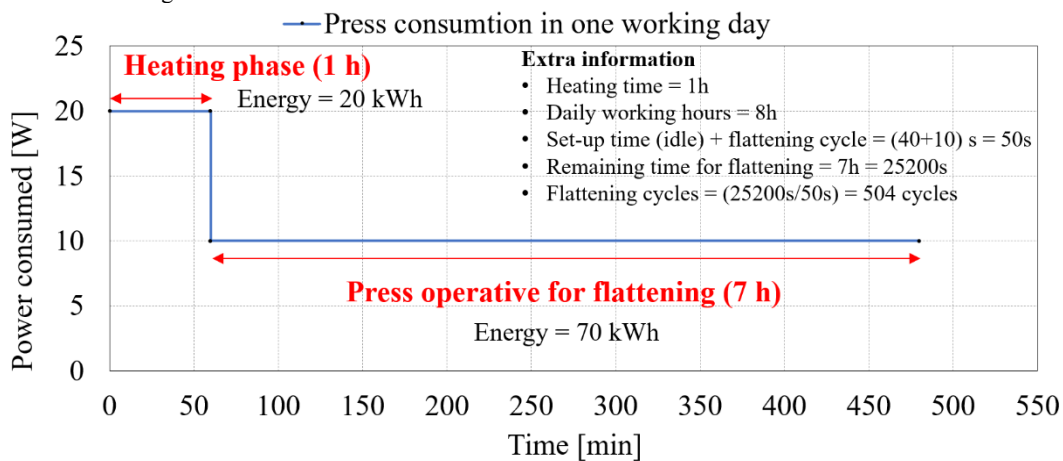 Press consumtion in one working day
25
20
15
10
5
0
Power consumed [W]
Heating phase (1 h)
Energy = 20 kWh
Extra information
• Heating time = 1h
• Daily working hours = 8h
• Set-up time (idle) + flattening cycle = (40+10) s = 50s
• Remaining time for flattening = 7h = 25200s
• Flattening cycles = (25200s/50s) = 504 cycles
Press operative for flattening (7 h)
Energy = 70 kWh
0 50 100 150 200 250 300 350 400 450 500 550
Time [min]